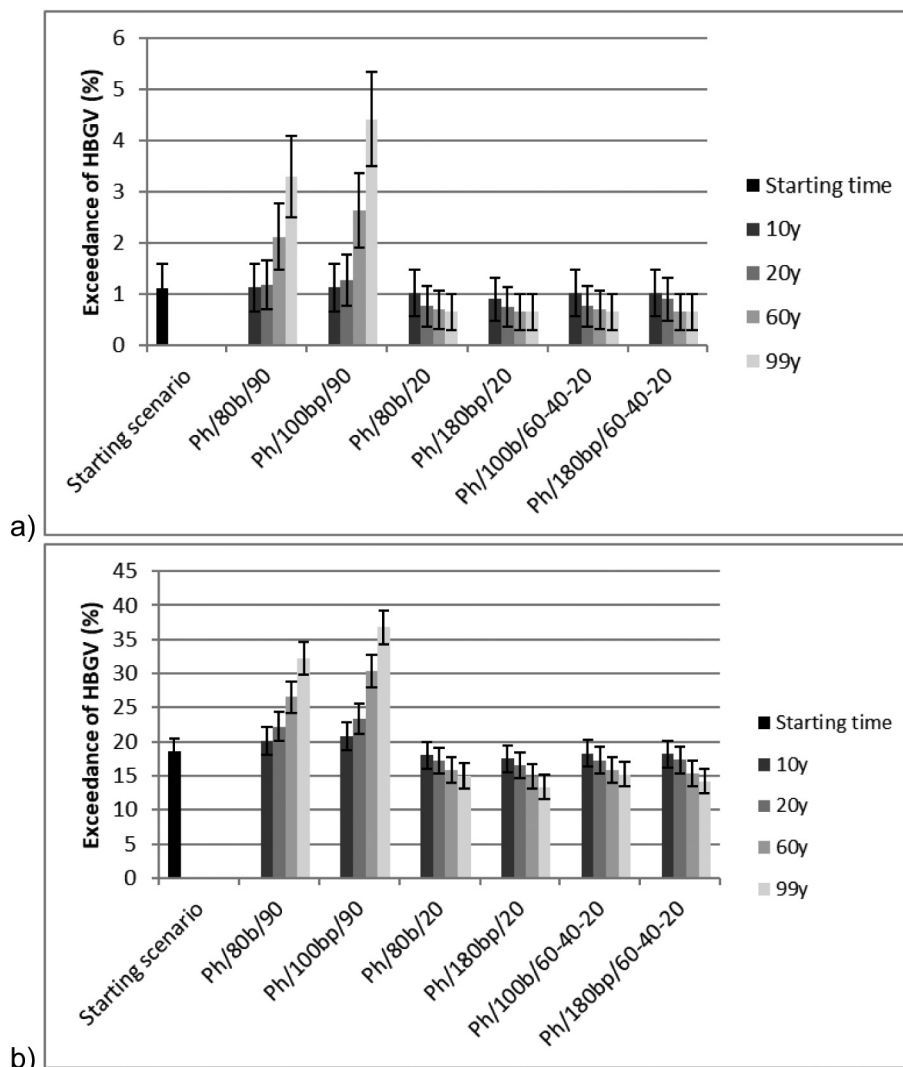 Exceedance of HBGV (%)
6
5
4
3
2
1
0
Starting scenario
Ph/80b/90
Ph/100bp/90
Ph/80b/20
Ph/180bp/20
Ph/100b/60-40-20
Ph/180bp/60-40-20
Starting time
10y
20y
60y
99y
a)
Exceedance of HBGV (%)
45
40
35
30
25
20
15
10
5
0
Starting scenario
Ph/80b/90
Ph/100bp/90
Ph/80b/20
Ph/180bp/20
Ph/100b/60-40-20
Ph/180bp/60-40-20
Starting time
10y
20y
60y
99y
b)